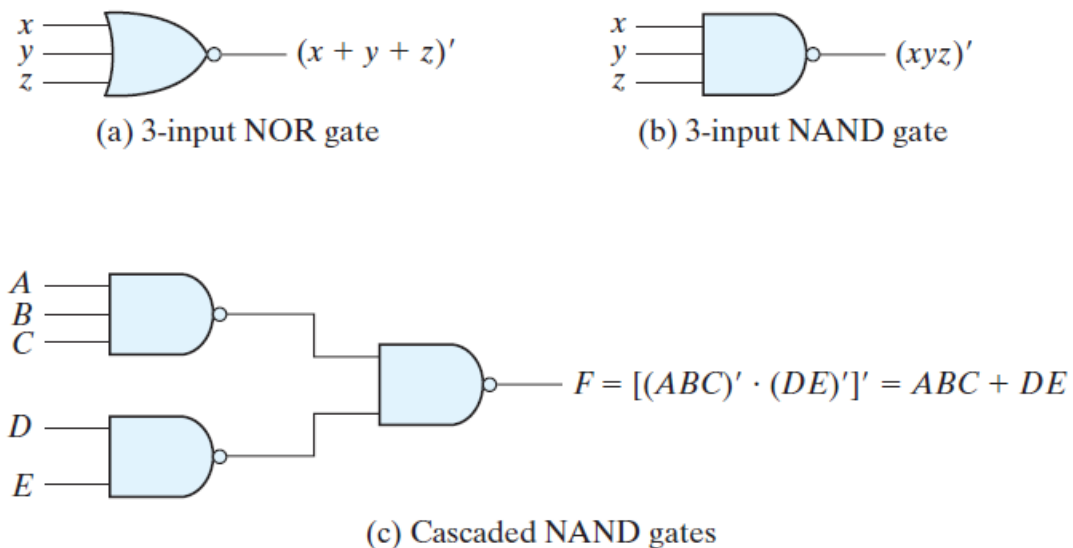 x
y
z
(x + y + z)′
(a) 3-input NOR gate
x
y
z
(xyz)′
(b) 3-input NAND gate
A
B
C
D
E
F = [(ABC)′ · (DE)′]′ = ABC + DE
(c) Cascaded NAND gates